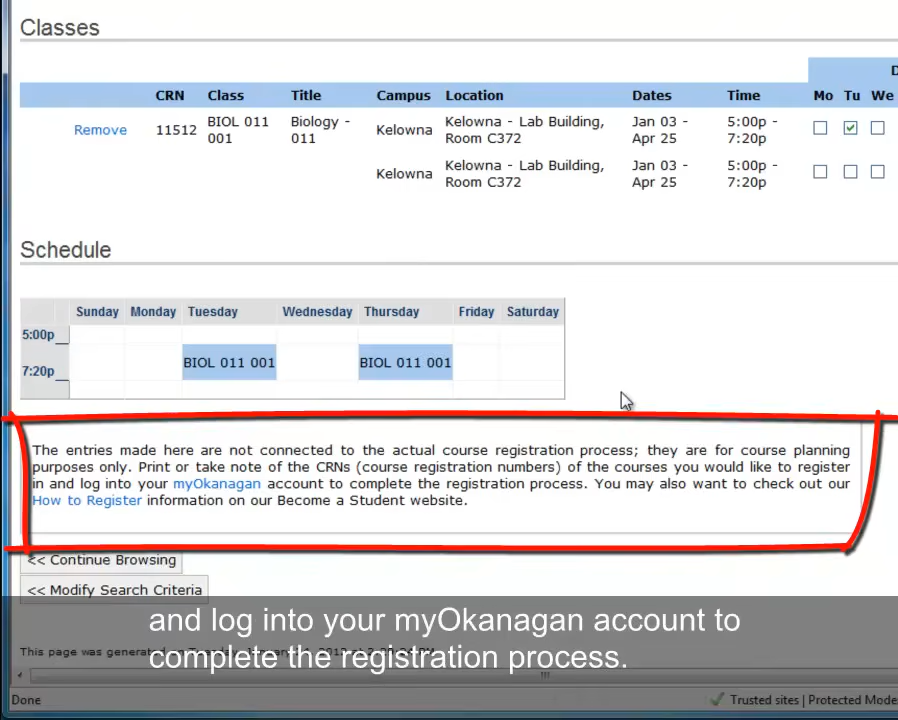 Classes
CRN Class Title Campus Location Dates Time Mo Tu We
Remove 11512 BIOL 011 001 Biology - 011 Kelowna Kelowna - Lab Building, Room C372 Jan 03 - Apr 25 5:00p - 7:20p
Kelowna Kelowna - Lab Building, Room C372 Jan 03 - Apr 25 5:00p - 7:20p
Schedule
Sunday Monday Tuesday Wednesday Thursday Friday Saturday
5:00p
BIOL 011 001 BIOL 011 001
7:20p
The entries made here are not connected to the actual course registration process; they are for course planning
purposes only. Print or take note of the CRNs (course registration numbers) of the courses you would like to register
in and log into your myOkanagan account to complete the registration process. You may also want to check out our
How to Register information on our Become a Student website.
<< Continue Browsing
<< Modify Search Criteria
and log into your myOkanagan account to
complete the registration process.
This page was generated on
Done Trusted sites | Protected Mode